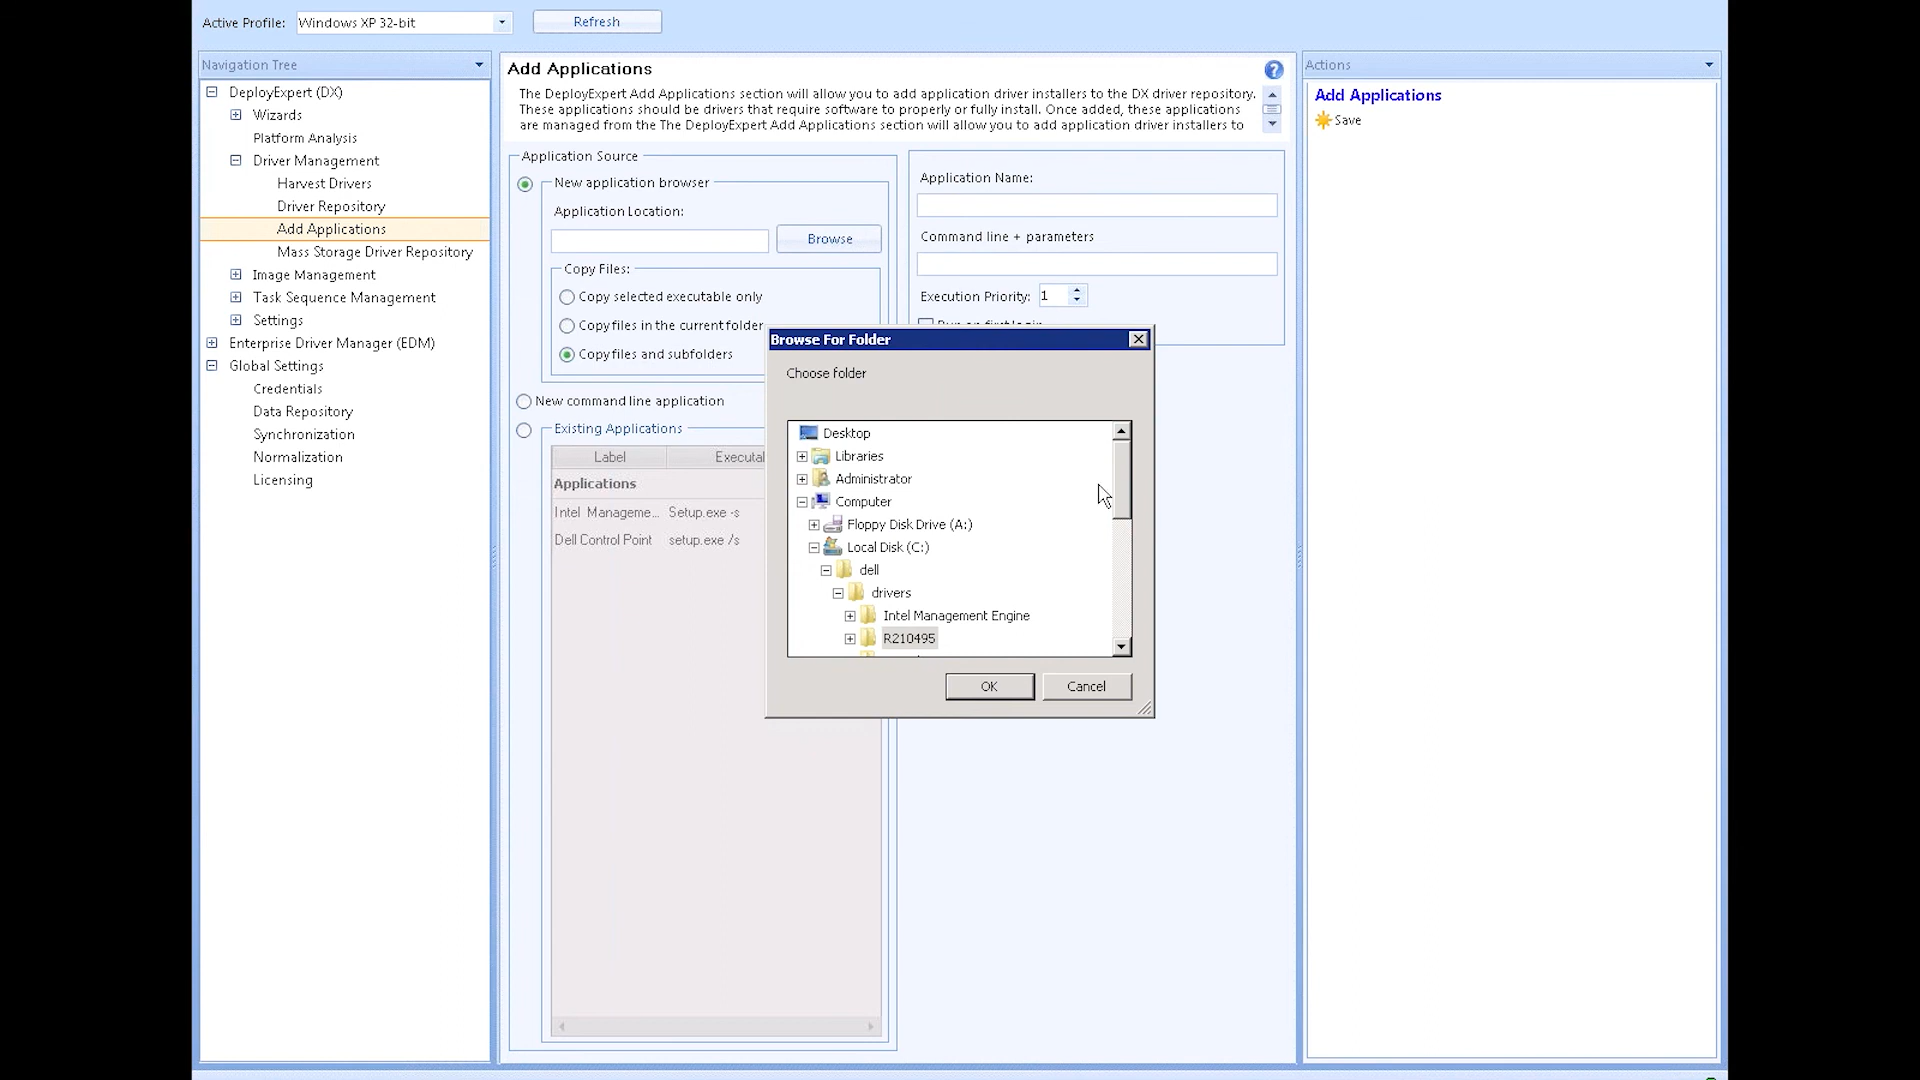 Active Profile: Windows XP 32-bit
Refresh
Navigation Tree
DeployExpert (DX)
Wizards
Platform Analysis
Driver Management
Harvest Drivers
Driver Repository
Add Applications
Mass Storage Driver Repository
Image Management
Task Sequence Management
Settings
Enterprise Driver Manager (EDM)
Global Settings
Credentials
Data Repository
Synchronization
Normalization
Licensing
Add Applications
The DeployExpert Add Applications section will allow you to add application driver installers to the DX driver repository.
These applications should be drivers that require software to properly or fully install. Once added, these applications
are managed from the The DeployExpert Add Applications section will allow you to add application driver installers to
Application Source
New application browser
Application Location:
Browse
Copy Files:
Copy selected executable only
Copy files in the current folder
Copy files and subfolders
New command line application
Existing Applications
Label Executal
Applications
Intel Manageme... Setup.exe -s
Dell Control Point setup.exe /s
Application Name:
Command line + parameters
Execution Priority: 1
Browse For Folder
Choose folder
Desktop
Libraries
Administrator
Computer
Floppy Disk Drive (A:)
Local Disk (C:)
dell
drivers
Intel Management Engine
R210495
OK
Cancel
Actions
Add Applications
Save